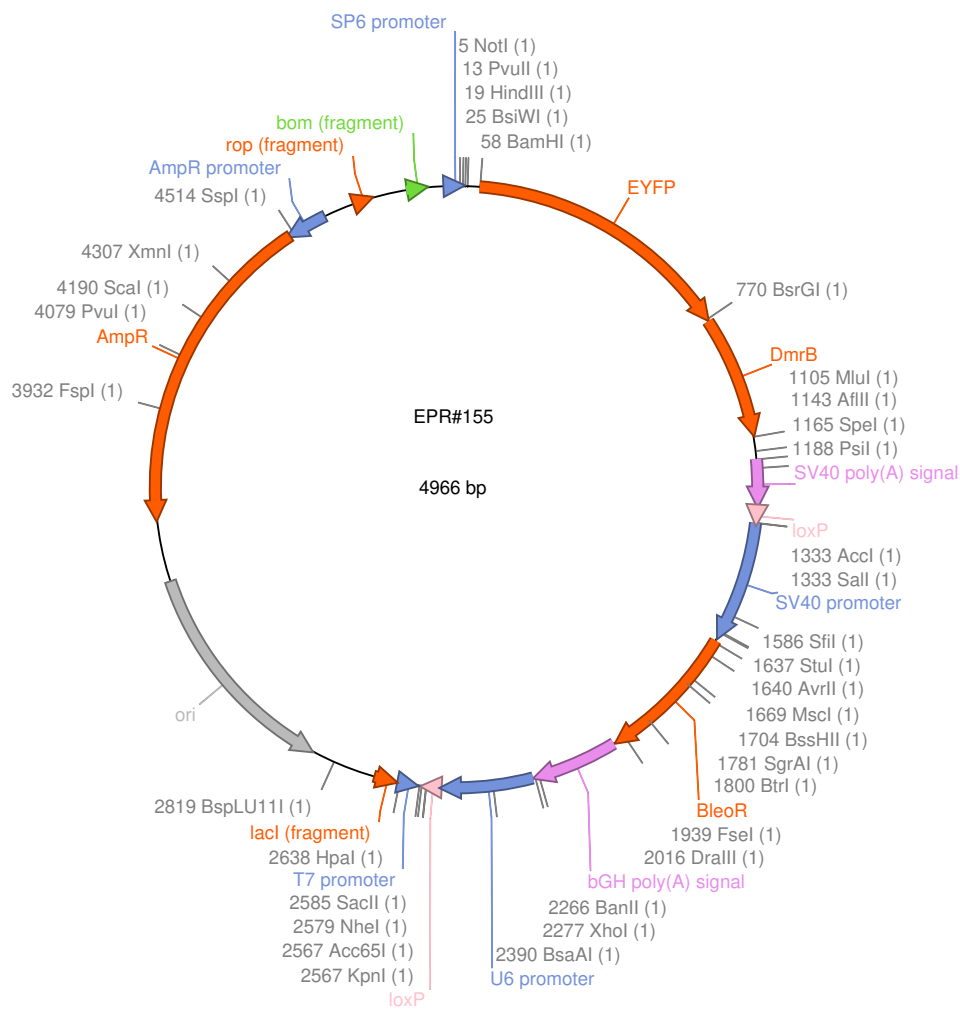 SP6 promoter
5 NotI (1)
13 PvuII (1)
19 HindIII (1)
25 BsiWI (1)
58 BamHI (1)
bom (fragment)
rop (fragment)
AmpR promoter
4514 SspI (1)
EYFP
4307 XmnI (1)
4190 ScaI (1)
4079 PvuI (1)
AmpR
3932 FspI (1)
770 BsrGI (1)
DmrB
1105 MluI (1)
1143 AflII (1)
1165 SpeI (1)
1188 PsiI (1)
SV40 poly(A) signal
loxP
EPR#155
4966 bp
1333 AccI (1)
1333 SalI (1)
SV40 promoter
1586 SfiI (1)
1637 StuI (1)
1640 AvrII (1)
1669 MscI (1)
1704 BssHII (1)
1781 SgrAI (1)
1800 BtrI (1)
BleoR
1939 FseI (1)
2016 DraIII (1)
bGH poly(A) signal
2266 BanII (1)
2277 XhoI (1)
2390 BsaAI (1)
U6 promoter
ori
2819 BspLU11I (1)
lacI (fragment)
2638 HpaI (1)
T7 promoter
2585 SacII (1)
2579 NheI (1)
2567 Acc65I (1)
2567 KpnI (1)
loxP